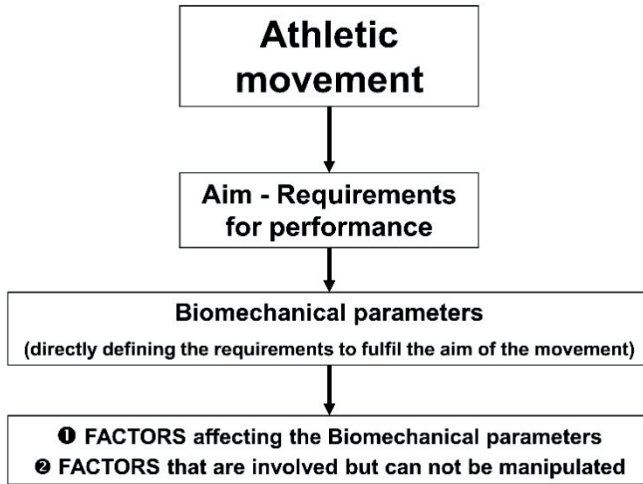 Athletic
movement
Aim - Requirements
for performance
Biomechanical parameters
(directly defining the requirements to fulfil the aim of the movement)
❶ FACTORS affecting the Biomechanical parameters
❷ FACTORS that are involved but can not be manipulated